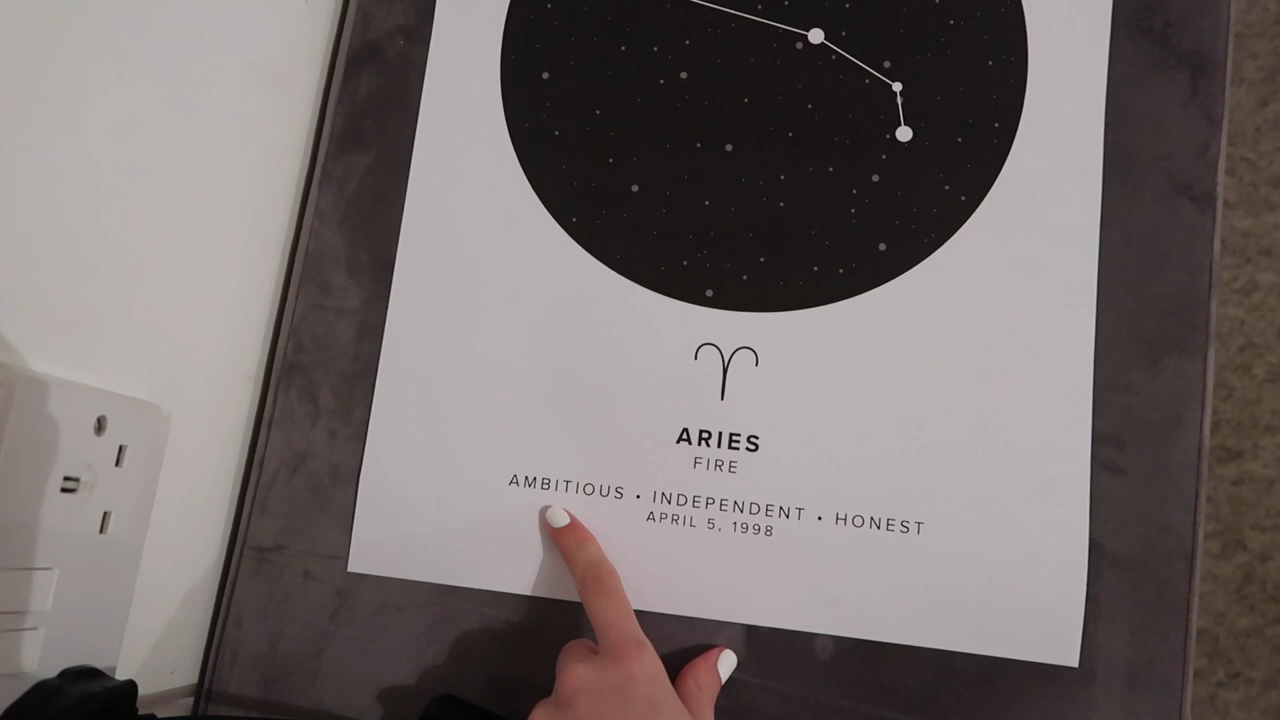 ARIES
FIRE
AMBITIOUS • INDEPENDENT • HONEST
APRIL 5, 1998